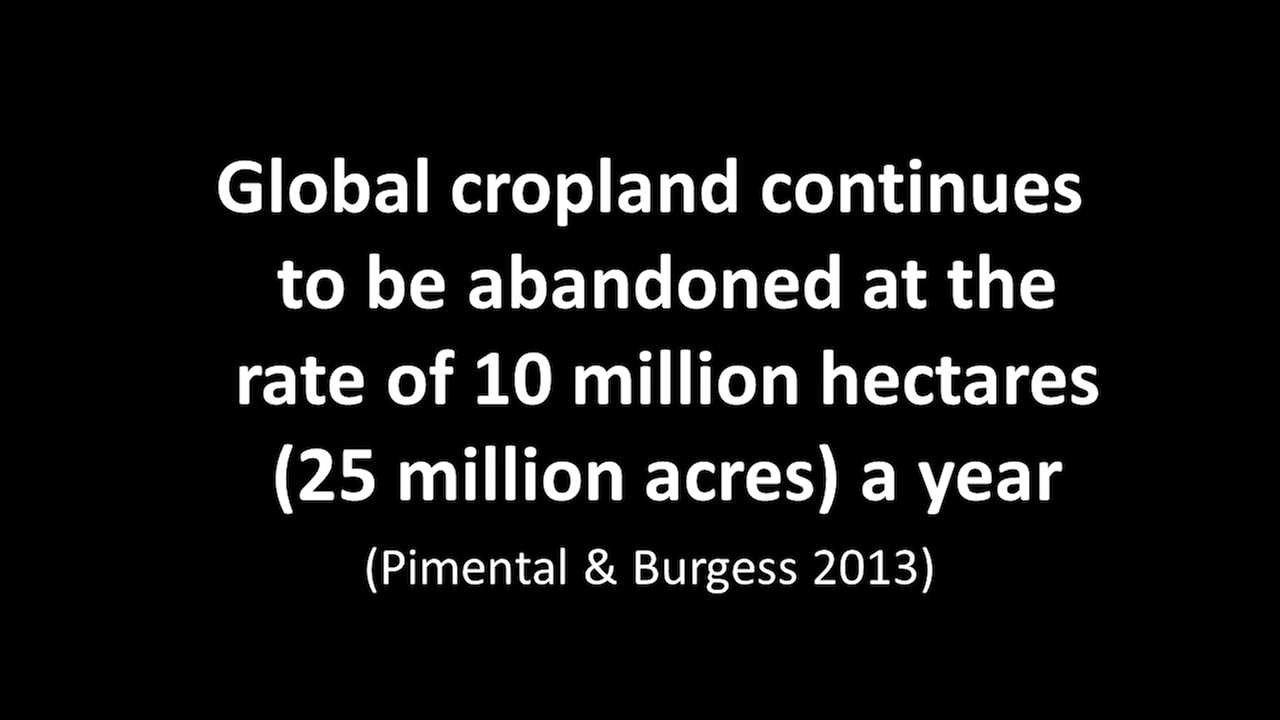 Global cropland continues
to be abandoned at the
rate of 10 million hectares
(25 million acres) a year
(Pimental & Burgess 2013)